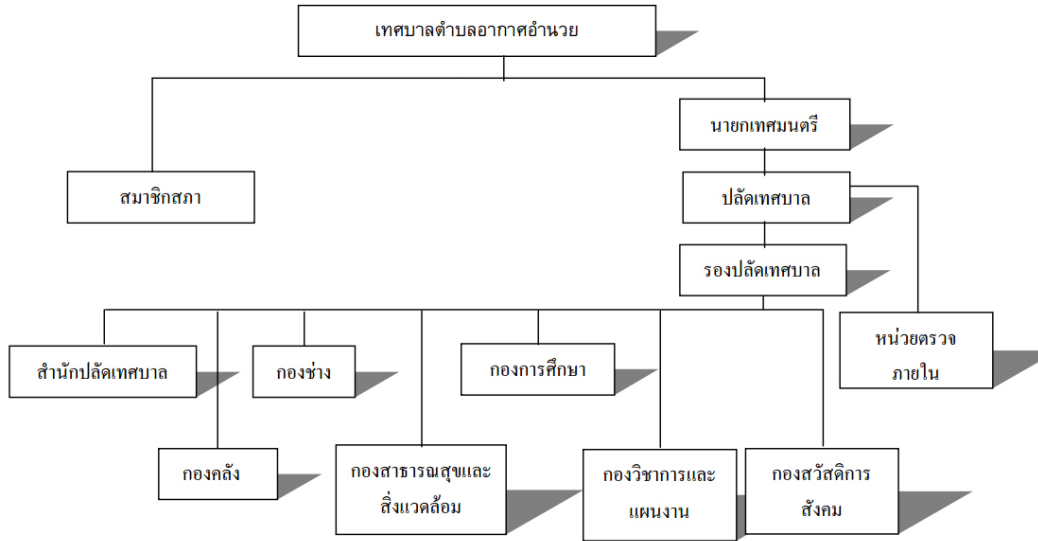 เทศบาลตำบลอากาศอำนวย
นายกเทศมนตรี
สมาชิกสภา
ปลัดเทศบาล
รองปลัดเทศบาล
หน่วยตรวจ
ภายใน
สำนักปลัดเทศบาล
กองช่าง
กองการศึกษา
กองคลัง
กองสาธารณสุขและ
สิ่งแวดล้อม
กองวิชาการและ
แผนงาน
กองสวัสดิการ
สังคม